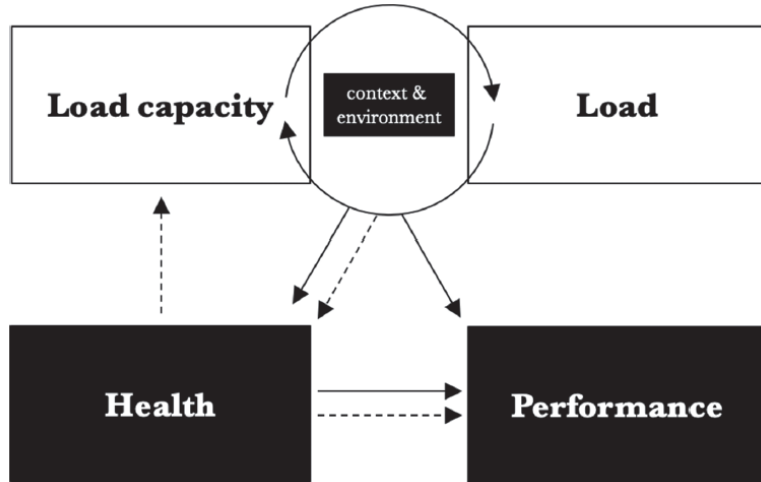 Load capacity
context &
environment
Load
Health
Performance